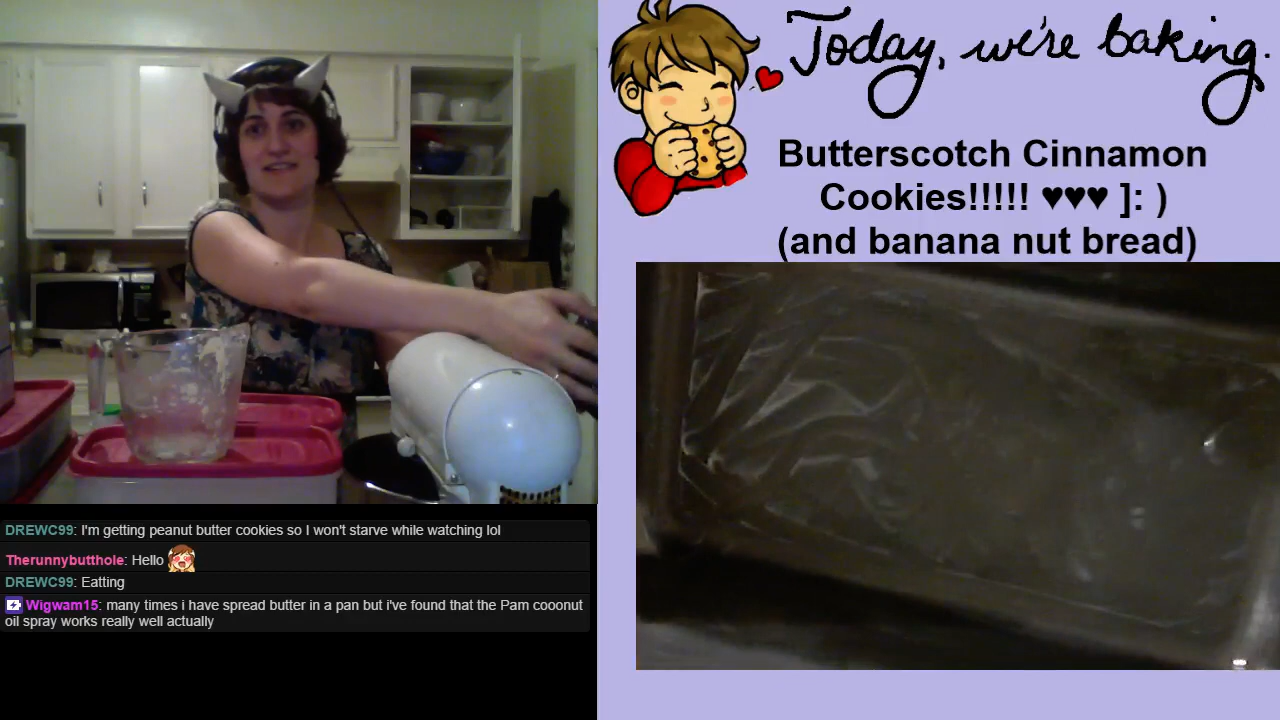 Today, we're baking.
Butterscotch Cinnamon
Cookies!!!!! ♥♥♥ ]: )
(and banana nut bread)
DREWC99: I'm getting peanut butter cookies so I won't starve while watching lol
Therunnybutthole: Hello
DREWC99: Eatting
Wigwam15: many times i have spread butter in a pan but i've found that the Pam cooonut
oil spray works really well actually